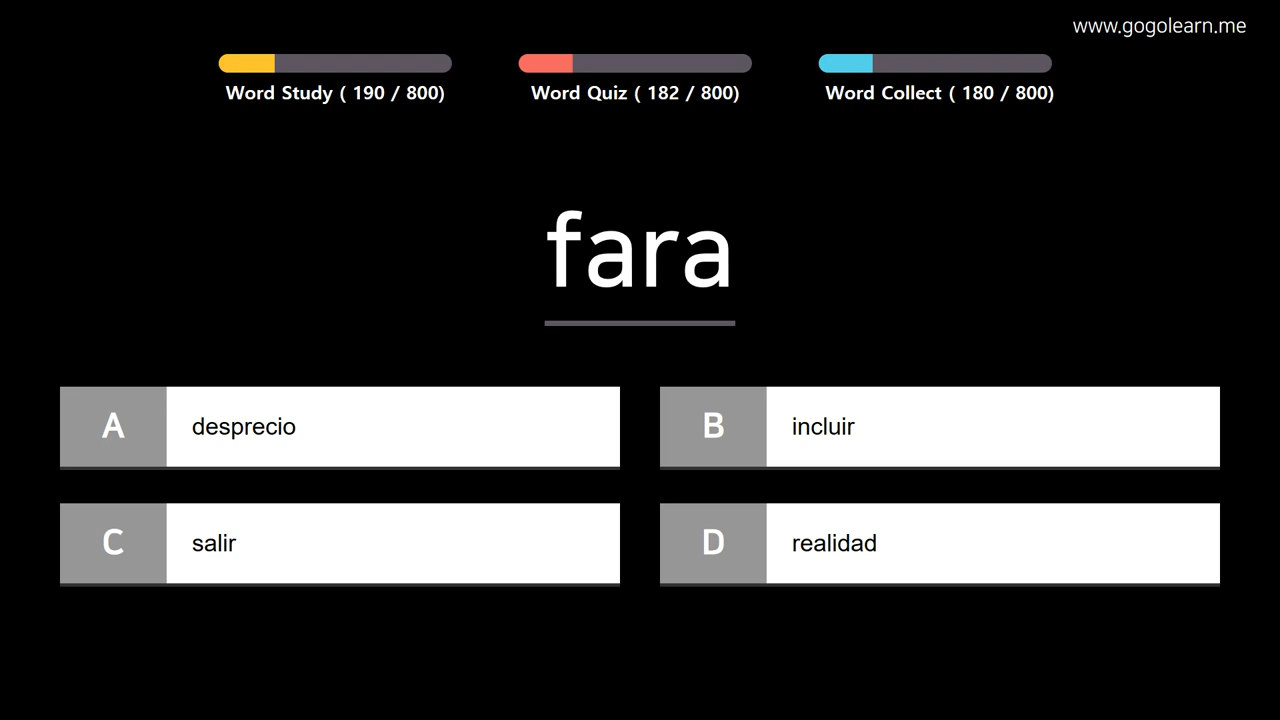 www.gogolearn.me
Word Study ( 190 / 800)
Word Quiz ( 182 / 800)
Word Collect ( 180 / 800)
fara
A
desprecio
B
incluir
C
salir
D
realidad